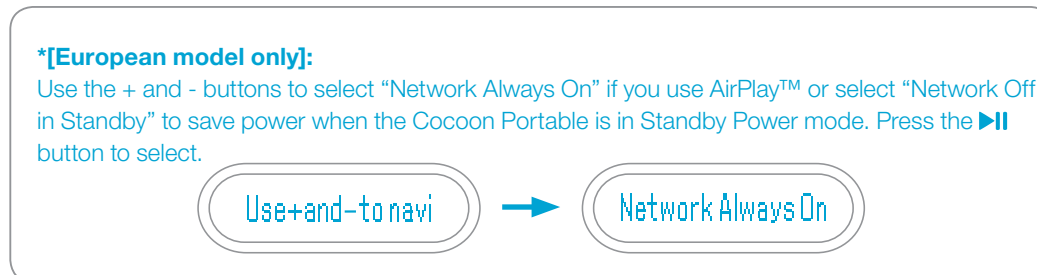 *[European model only]:
Use the + and - buttons to select “Network Always On” if you use AirPlay™ or select “Network Off
in Standby” to save power when the Cocoon Portable is in Standby Power mode. Press the ▶II
button to select.
Use+and-to navi
Network Always On